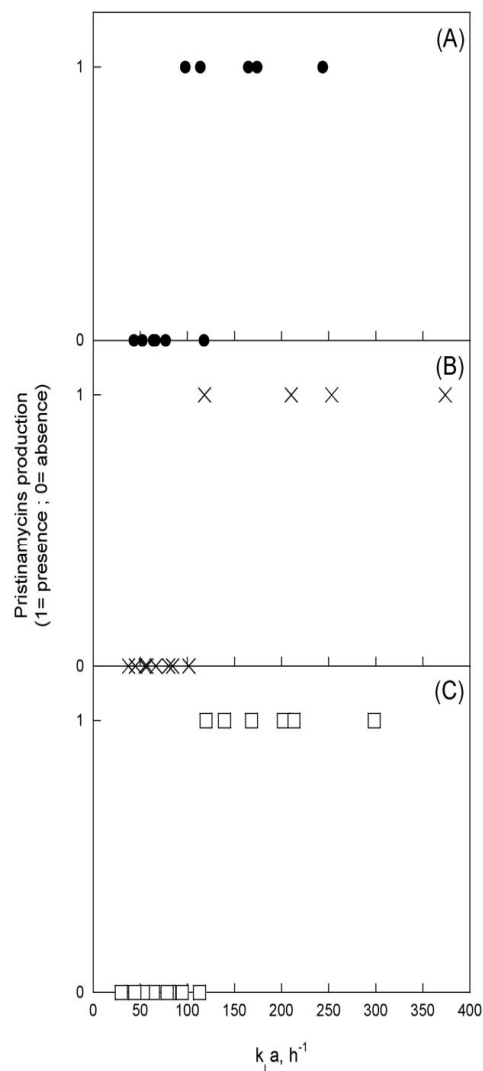 (A)
1
0
(B)
1
0
(C)
1
0
Pristinamycins production
(1= presence ; 0= absence)
0 50 100 150 200 250 300 350 400
k_L a, h⁻¹